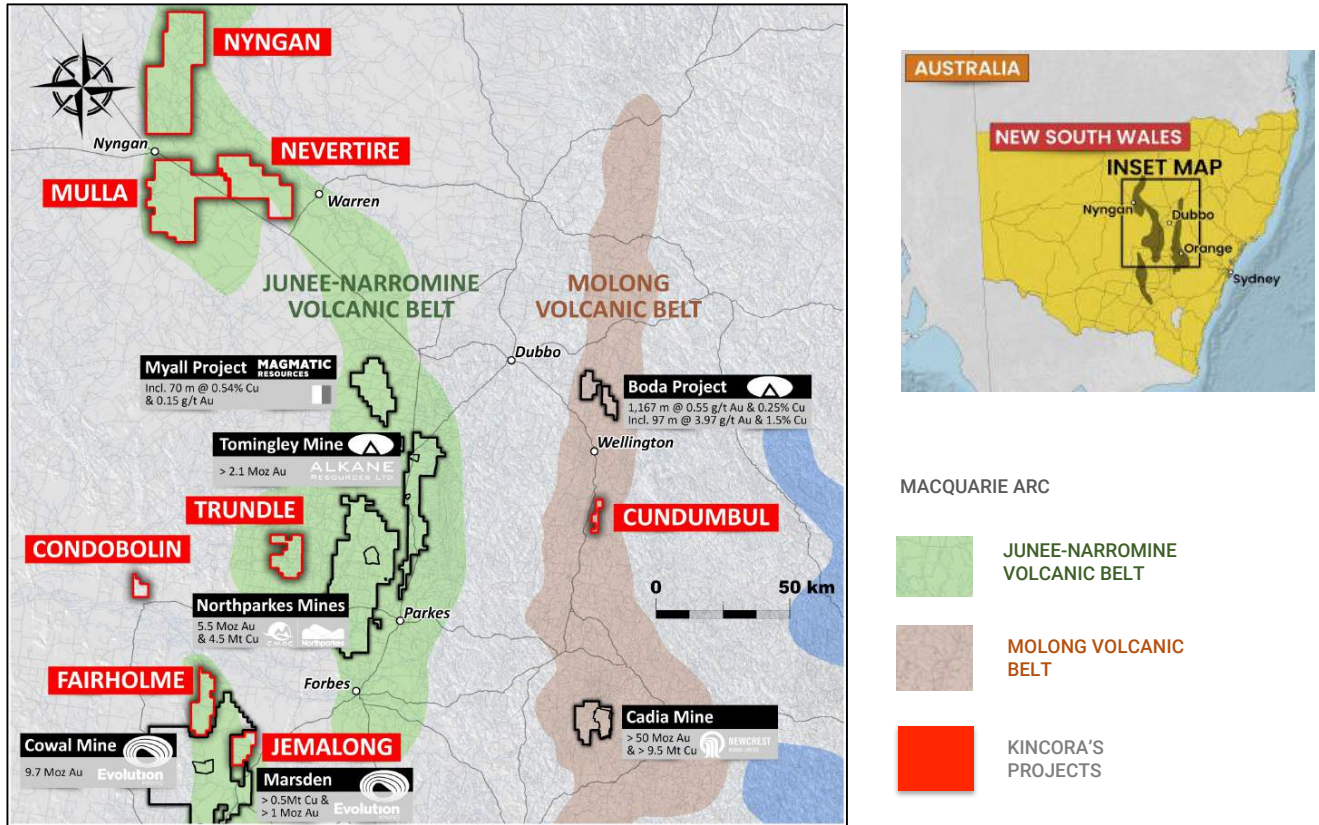 NYNGAN
Nyngan
NEVERTIRE
MULLA
Warren
JUNEE-NARROMINE
VOLCANIC BELT
MOLONG
VOLCANIC BELT
Dubbo
Myall Project MAGMATIC
RESOURCES
Incl. 70 m @ 0.54% Cu
& 0.15 g/t Au
Boda Project
1,167 m @ 0.55 g/t Au & 0.25% Cu
Incl. 97 m @ 3.97 g/t Au & 1.5% Cu
Tomingley Mine
> 2.1 Moz Au
ALKANE
RESOURCES LTD
Wellington
TRUNDLE
CUNDUMBUL
CONDOBOLIN
0 50 km
Northparkes Mines
5.5 Moz Au
& 4.5 Mt Cu
CMOC
Northparkes
Parkes
FAIRHOLME
Forbes
Cadia Mine
> 50 Moz Au
& > 9.5 Mt Cu
NEWCREST
Cowal Mine
9.7 Moz Au
Evolution
JEMALONG
Marsden
> 0.5Mt Cu &
> 1 Moz Au
Evolution
AUSTRALIA
NEW SOUTH WALES
INSET MAP
Nyngan
Dubbo
Orange
Sydney
MACQUARIE ARC
JUNEE-NARROMINE
VOLCANIC BELT
MOLONG VOLCANIC
BELT
KINCORA'S
PROJECTS